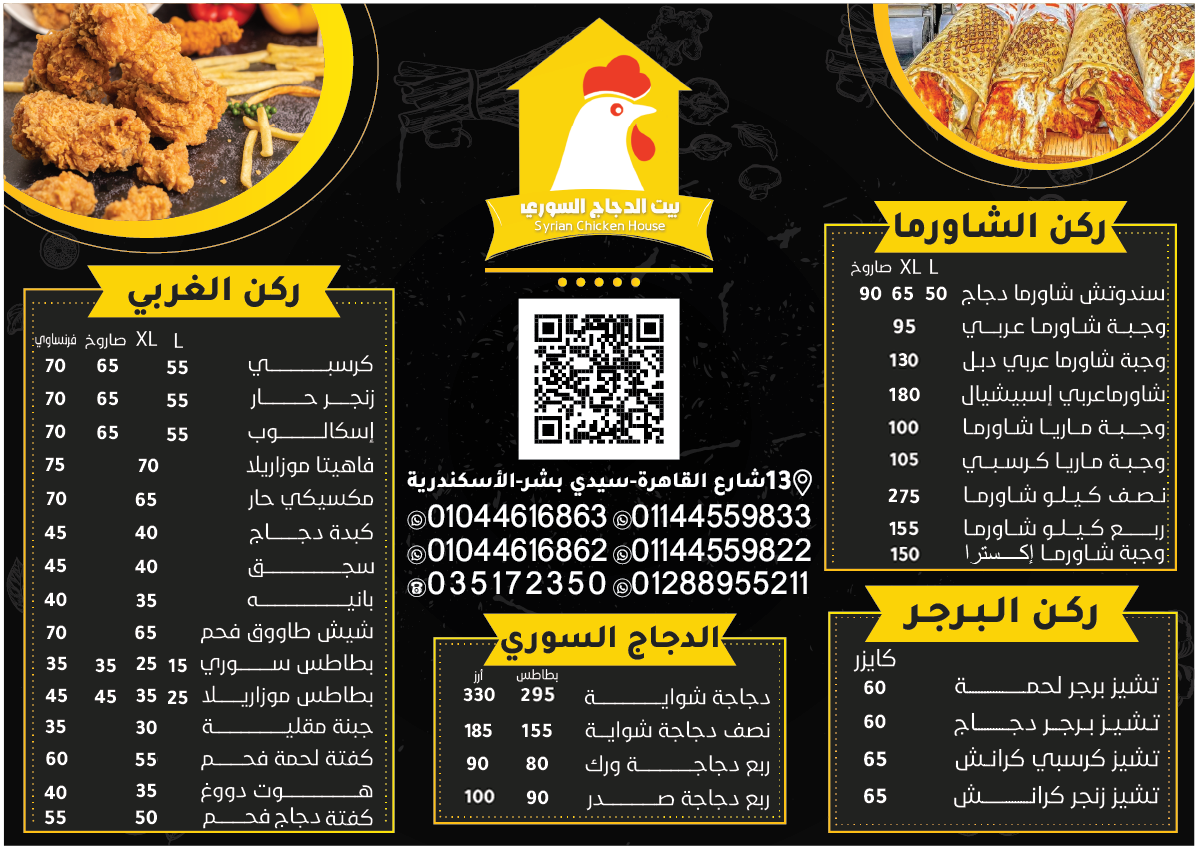 بيت الدجاج السوري
Syrian Chicken House
ركن الشاورما
L XL صاروخ
سندوتش شاورما دجاج 50 65 90
وجبة شاورما عربي 95
وجبة شاورما عربي دبل 130
شاورماعربي إسبيشيال 180
وجبة ماريا شاورما 100
وجبة ماريا كرسبي 105
نصف كيلو شاورما 275
ربع كيلو شاورما 155
وجبة شاورما إكسترا 150
ركن البرجر
كايزر
تشيز برجر لحمة 60
تشيز برجر دجاج 60
تشيز كرسبي كرانش 65
تشيز زنجر كرانش 65
13شارع القاهرة-سيدي بشر-الأسكندرية
01044616863 01144559833
01044616862 01144559822
035172350 01288955211
الدجاج السوري
بطاطس أرز
دجاجة شواية 295 330
نصف دجاجة شواية 155 185
ربع دجاجة ورك 80 90
ربع دجاجة صدر 90 100
ركن الغربي
L XL صاروخ فرنساوي
كرسبي 55 65 70
زنجر حار 55 65 70
إسكالوب 55 65 70
فاهيتا موزاريلا 70 75
مكسيكي حار 65 70
كبدة دجاج 40 45
سجق 40 45
بانيه 35 40
شيش طاووق فحم 65 70
بطاطس سوري 15 25 35 35
بطاطس موزاريلا 25 35 45 45
جبنة مقلية 30 35
كفتة لحمة فحم 55 60
هوت دووغ 35 40
كفتة دجاج فحم 50 55